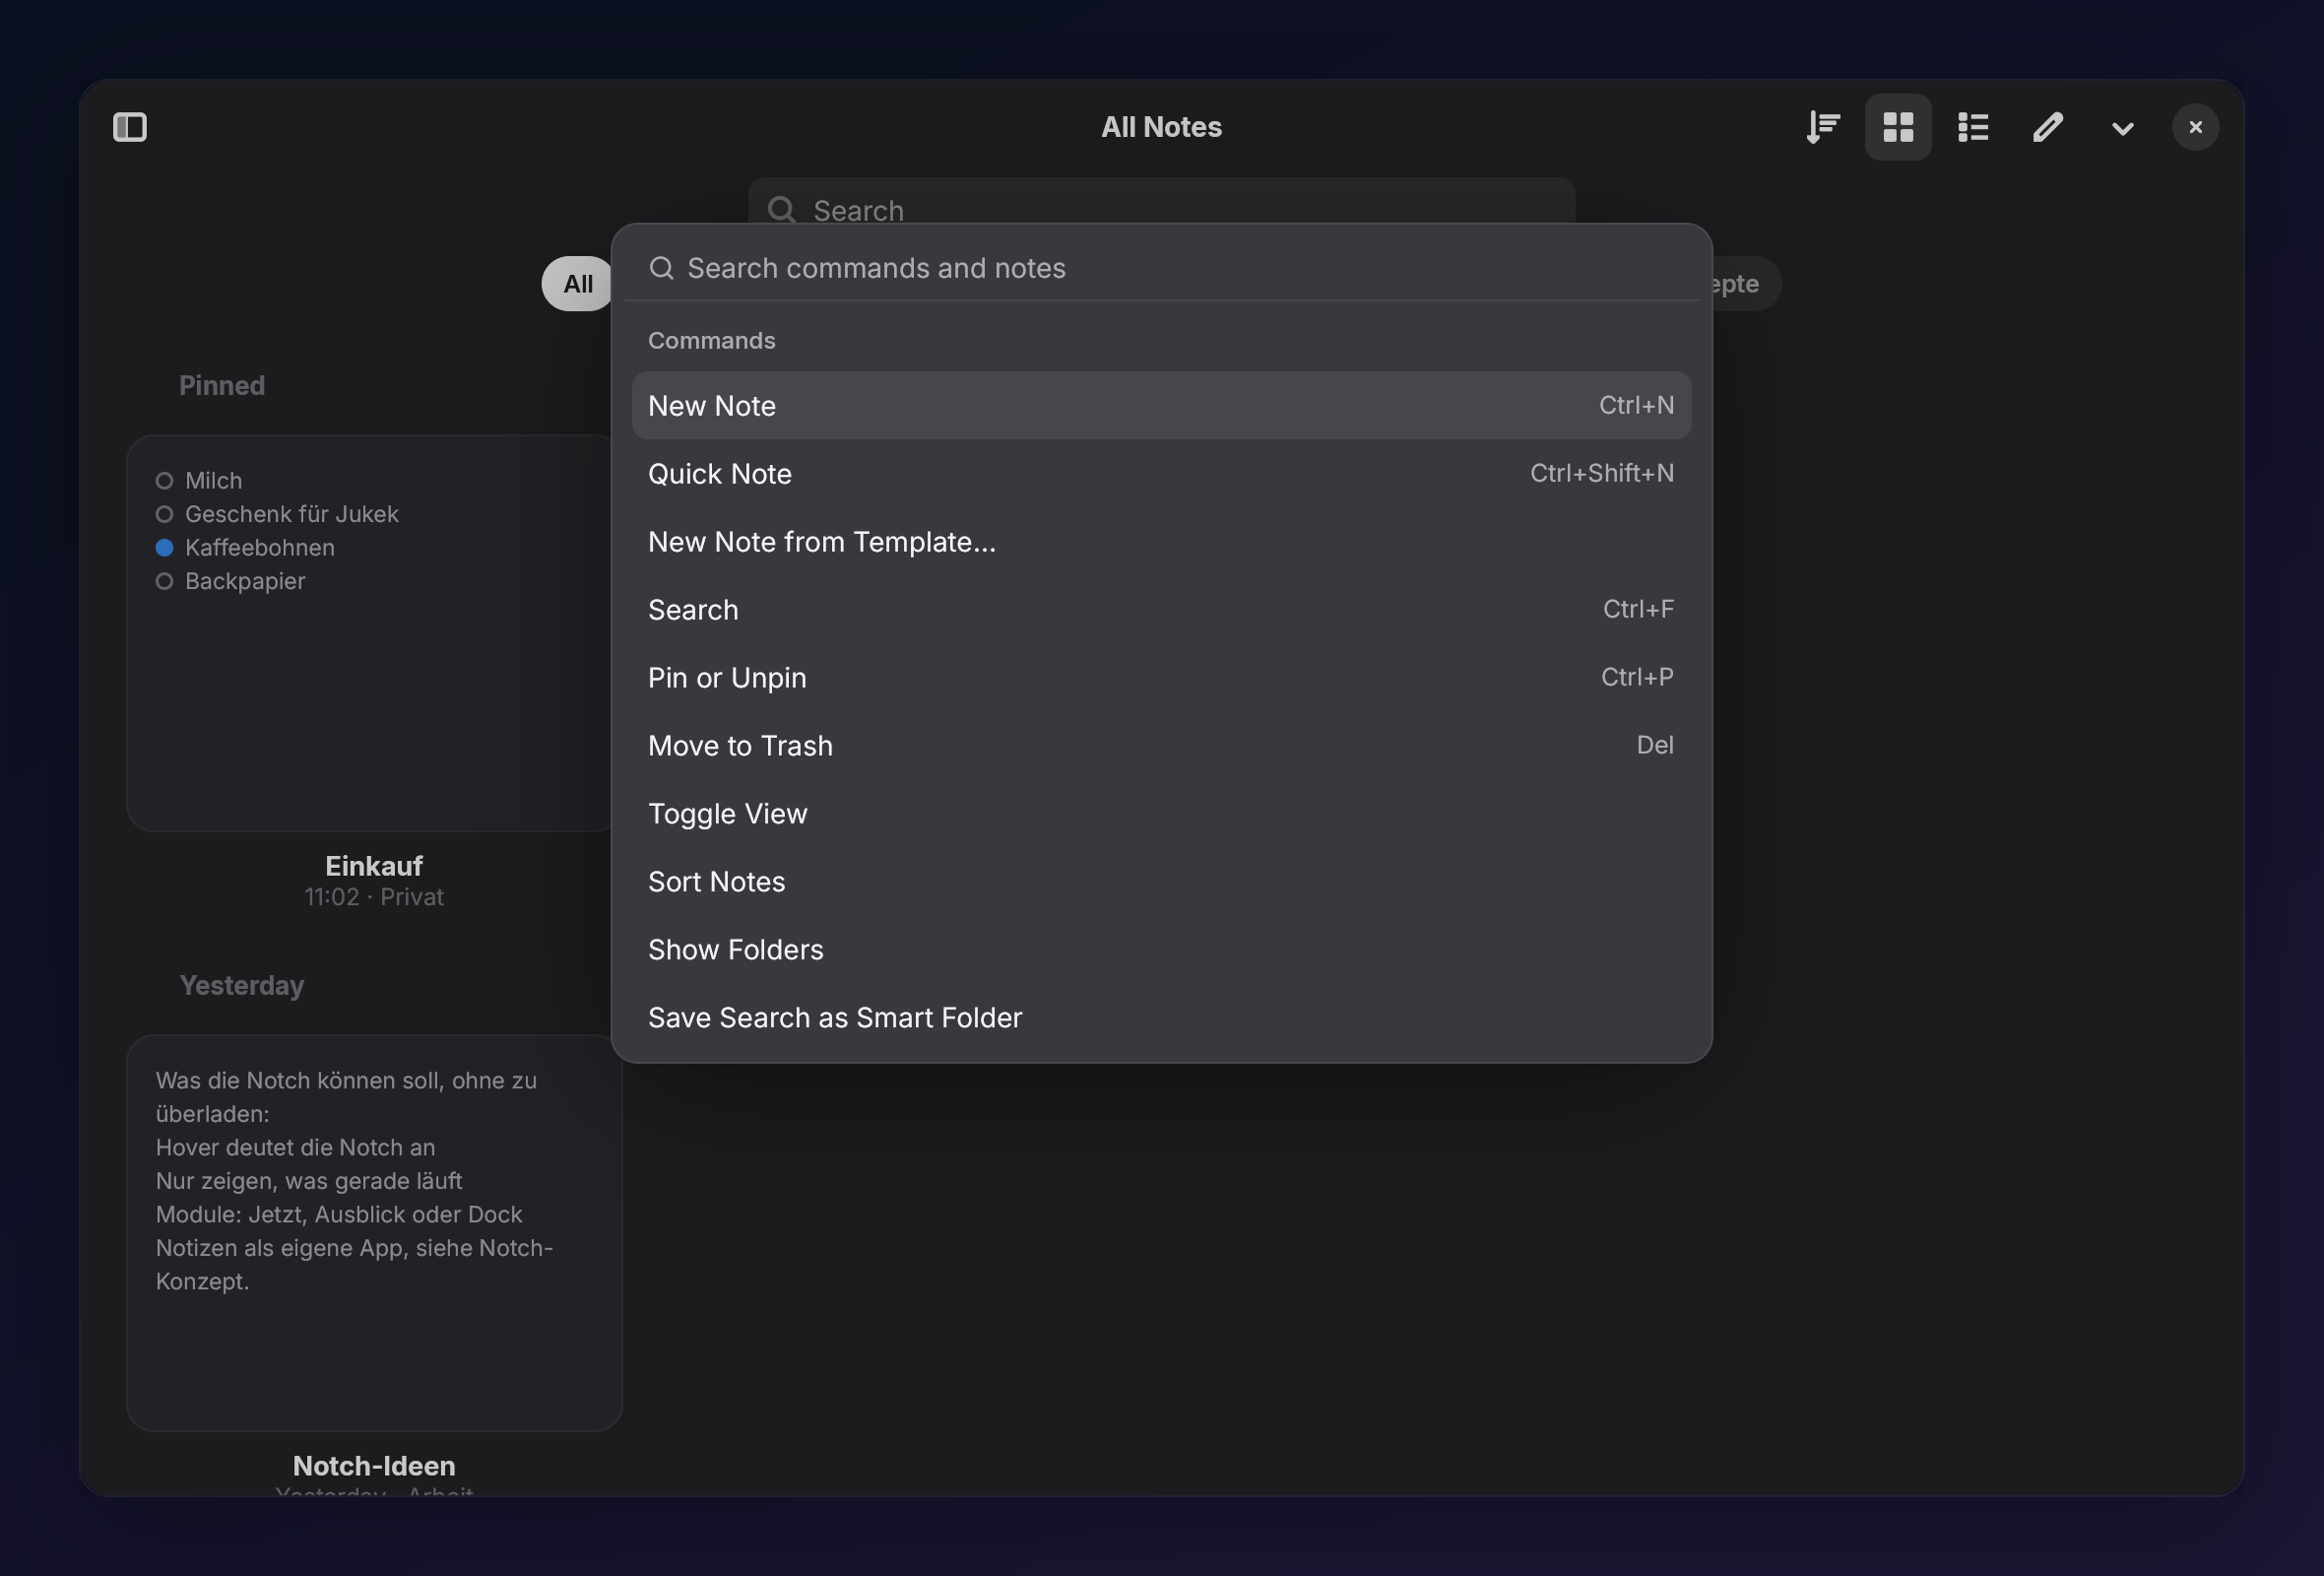 All Notes
Search
All
epte
Search commands and notes
Commands
New Note Ctrl+N
Quick Note Ctrl+Shift+N
New Note from Template...
Search Ctrl+F
Pin or Unpin Ctrl+P
Move to Trash Del
Toggle View
Sort Notes
Show Folders
Save Search as Smart Folder
Pinned
Milch
Geschenk für Jukek
Kaffeebohnen
Backpapier
Einkauf
11:02 · Privat
Yesterday
Was die Notch können soll, ohne zu
überladen:
Hover deutet die Notch an
Nur zeigen, was gerade läuft
Module: Jetzt, Ausblick oder Dock
Notizen als eigene App, siehe Notch-
Konzept.
Notch-Ideen
Yesterday · Arbeit